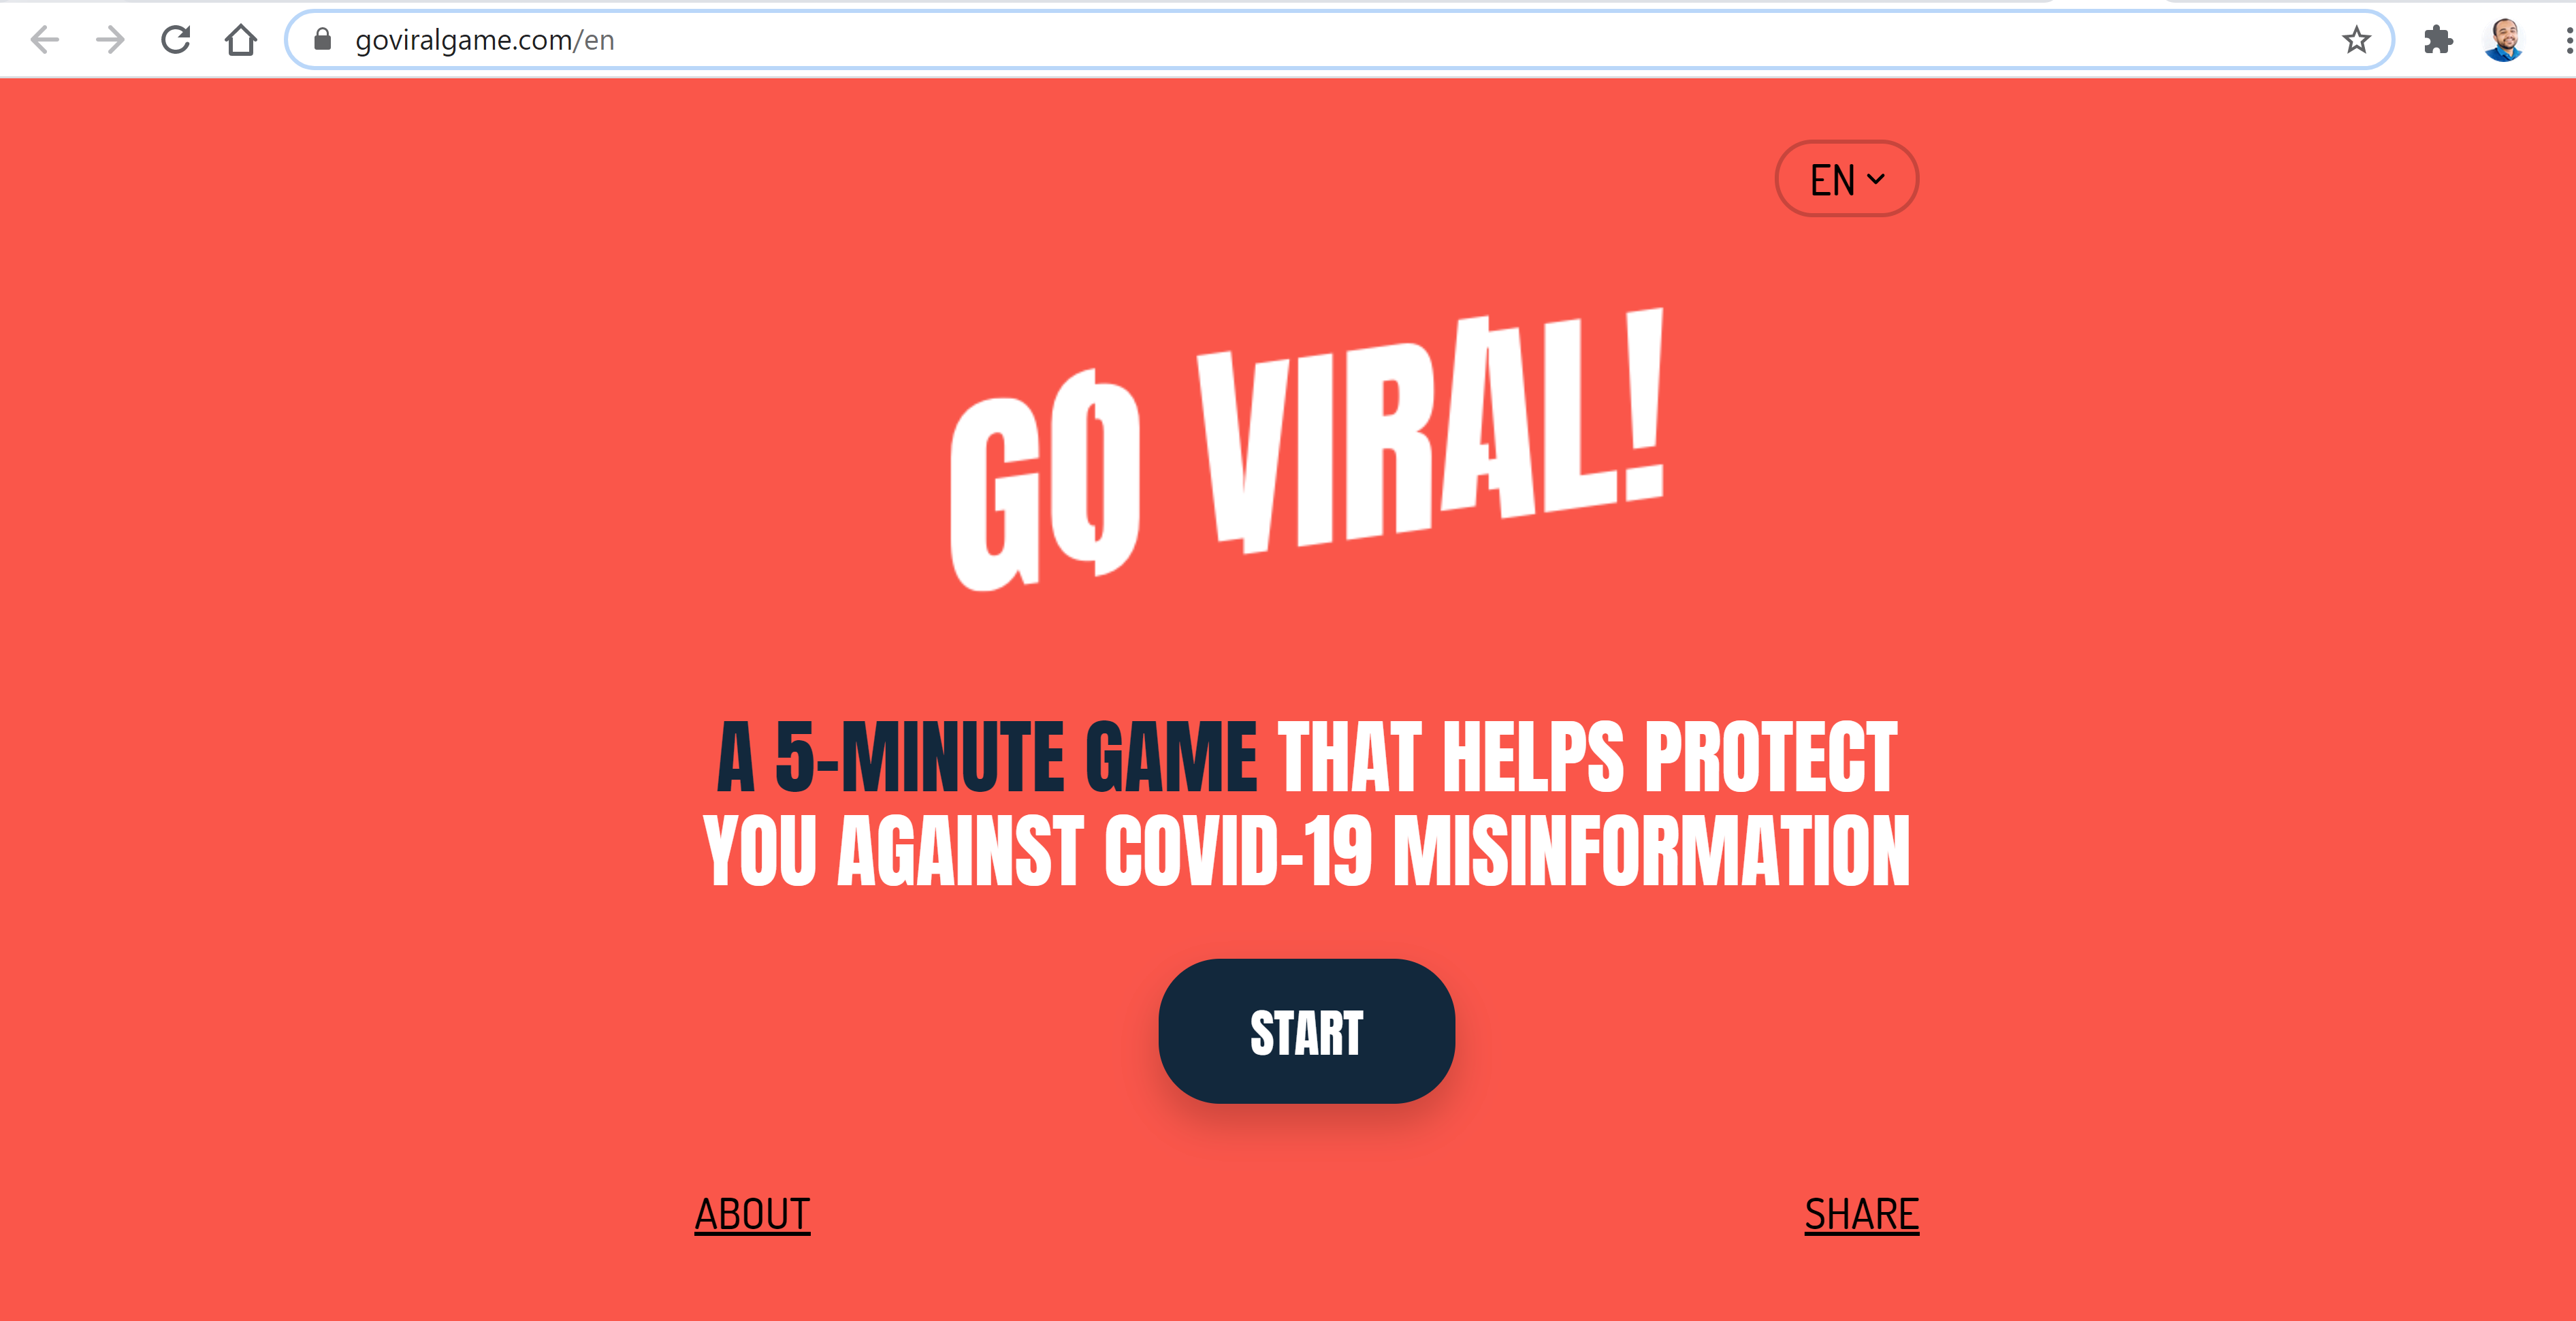 goviralgame.com/en
EN
GO VIRAL!
A 5-MINUTE GAME THAT HELPS PROTECT
YOU AGAINST COVID-19 MISINFORMATION
START
ABOUT
SHARE